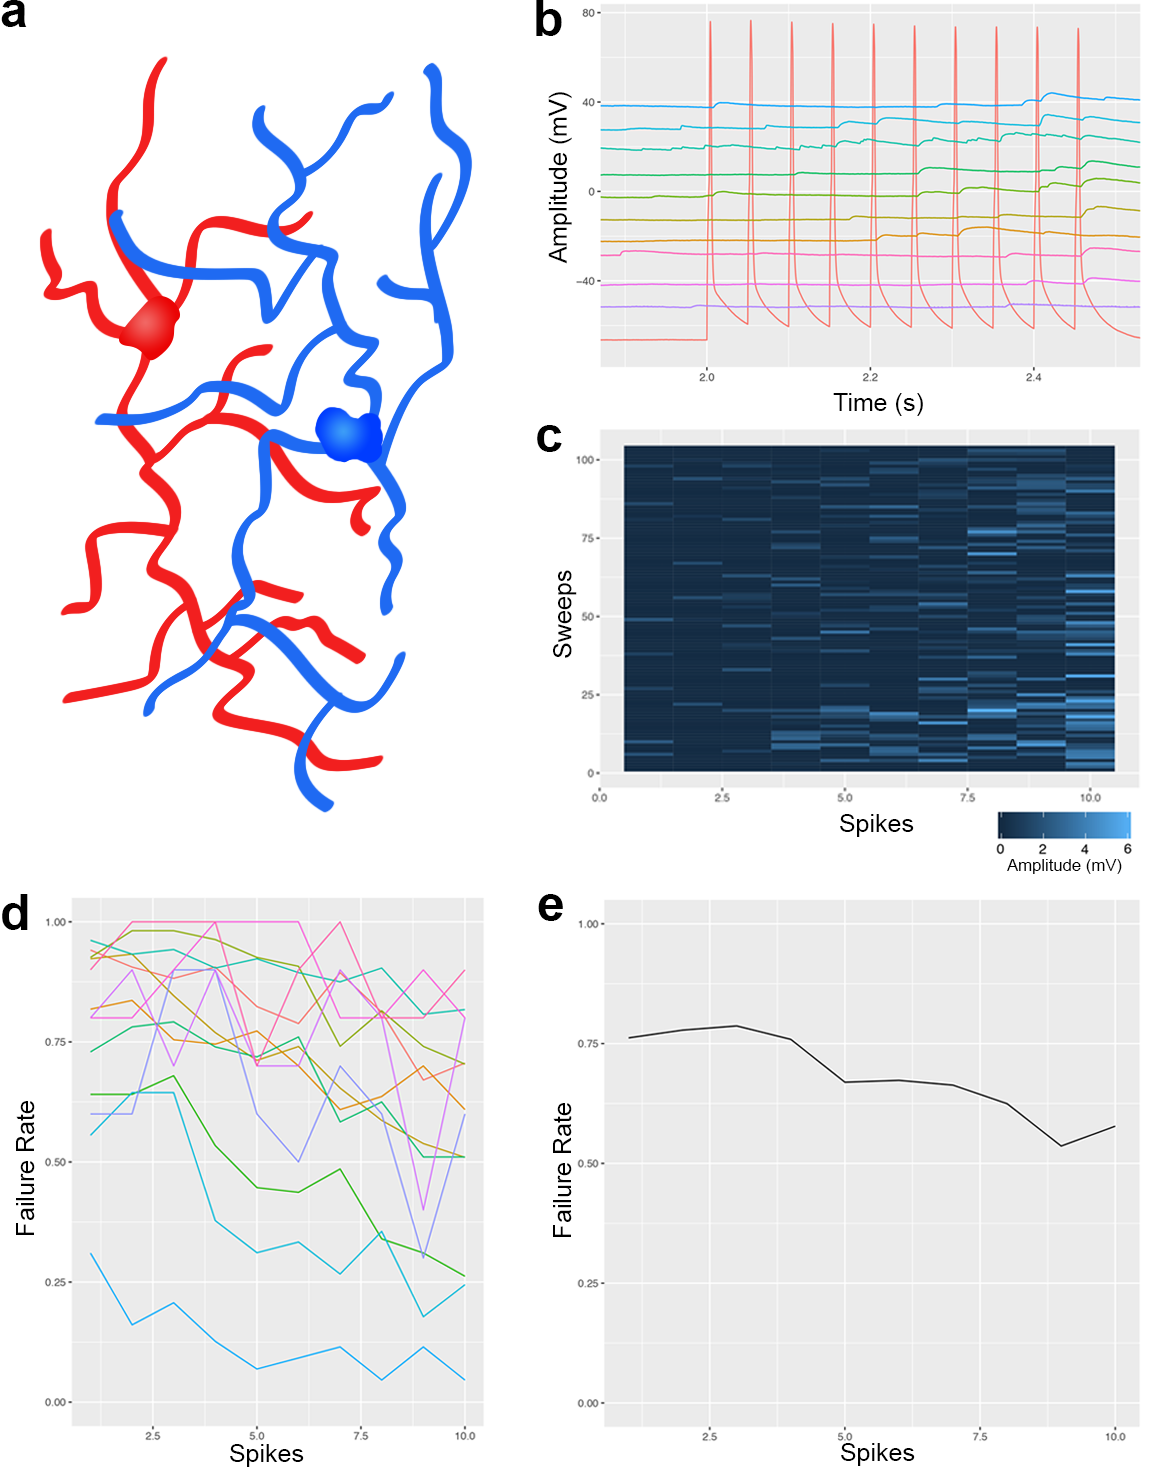 a
b
80
40
0
−40
Amplitude (mV)
2.0 2.2 2.4
Time (s)
c
100
75
50
25
0
Sweeps
0.0 2.5 5.0 7.5 10.0
Spikes
0 2 4 6
Amplitude (mV)
d
1.00
0.75
0.50
0.25
0.00
Failure Rate
2.5 5.0 7.5 10.0
Spikes
e
1.00
0.75
0.50
0.25
0.00
Failure Rate
2.5 5.0 7.5 10.0
Spikes